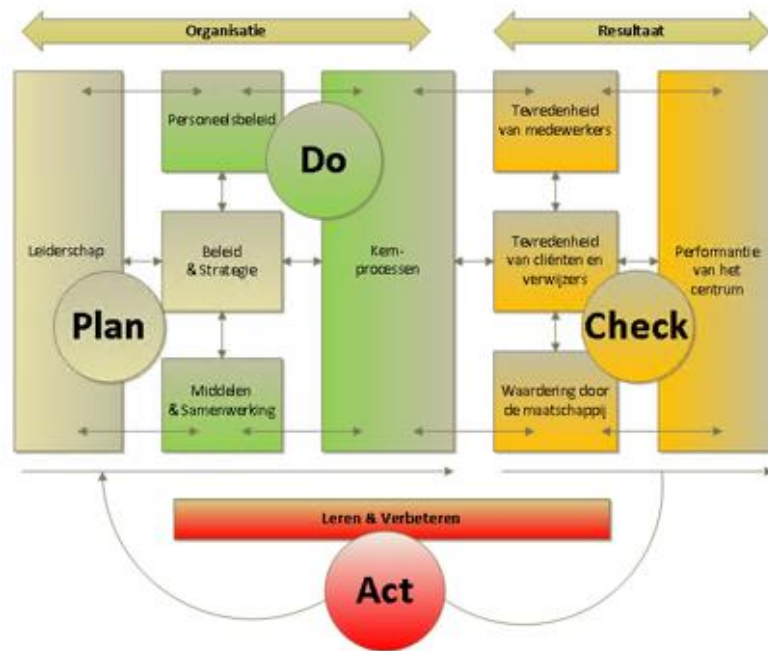 Organisatie
Resultaat
Personeelsbeleid
Do
Tevredenheid
van medewerkers
Leiderschap
Beleid
& Strategie
Kern-
processen
Tevredenheid
van cliënten en
verwijzers
Performantie
van het
centrum
Plan
Check
Middelen
& Samenwerking
Waardering door
de maatschappij
Leren & Verbeteren
Act